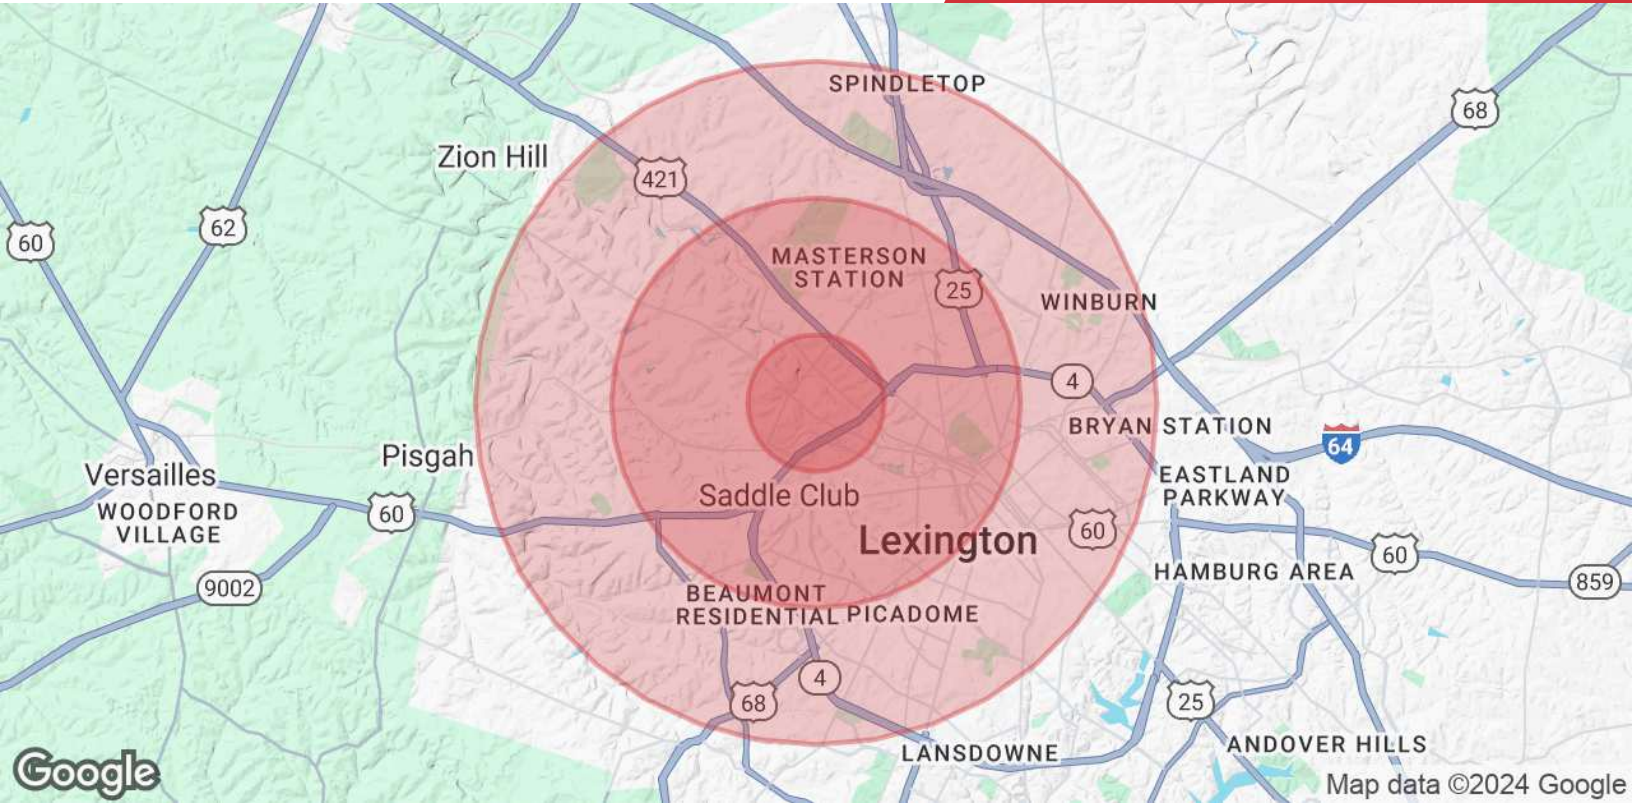 SPINDLETOP
68
Zion Hill
421
62
60
MASTERSON
STATION
25
WINBURN
4
BRYAN STATION
64
Pisgah
Versailles
EASTLAND
PARKWAY
Saddle Club
WOODFORD
VILLAGE
60
60
Lexington
60
HAMBURG AREA
859
9002
BEAUMONT
RESIDENTIAL
PICADOME
4
68
25
LANSDOWNE
ANDOVER HILLS
Google
Map data ©2024 Google